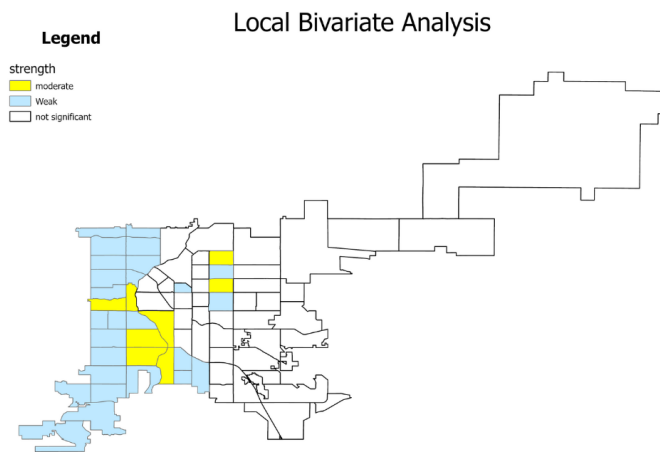 Local Bivariate Analysis
Legend
strength
moderate
Weak
not significant